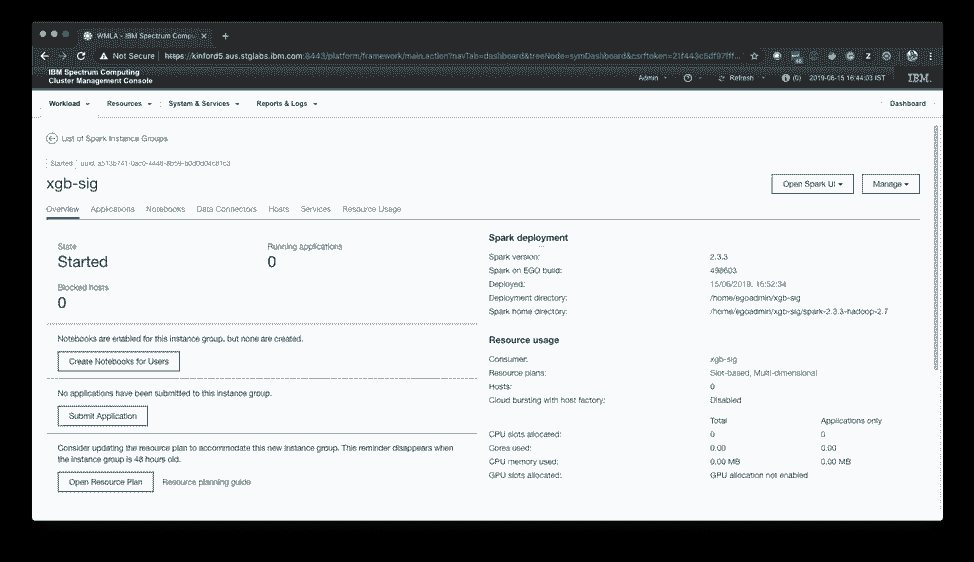 WMLA - IBM Spectrum Compu
Not Secure https://kinford5.aus.stglabs.ibm.com:8443/platform/framework/main.action?navTab=dashboard&treeNode=symDashboard&csrftoken=
IBM Spectrum Computing
Cluster Management Console
Admin Refresh (0) 2019-06-15 16:44:03 IST IBM
Workload Resources System & Services Reports & Logs Dashboard
List of Spark Instance Groups
Started uuid:
xgb-sig
Open Spark UI Manage
Overview Applications Notebooks Data Connectors Hosts Services Resource Usage
State
Started
Running applications
0
Blocked hosts
0
Notebooks are enabled for this instance group, but none are created.
Create Notebooks for Users
No applications have been submitted to this instance group.
Submit Application
Consider updating the resource plan to accommodate this new instance group. This reminder disappears when
the instance group is 48 hours old.
Open Resource Plan Resource planning guide
Spark deployment
Spark version: 2.3.3
Spark on EGO build: 498603
Deployed: 15/06/2019, 16:52:34
Deployment directory: /home/egoadmin/xgb-sig
Spark home directory: /home/egoadmin/xgb-sig/spark-2.3.3-hadoop-2.7
Resource usage
Consumer: xgb-sig
Resource plans: Slot-based, Multi-dimensional
Hosts: 0
Cloud bursting with host factory: Disabled
Total Applications only
CPU slots allocated: 0 0
Cores used: 0.00 0.00
CPU memory used: 0.00 MB 0.00 MB
GPU slots allocated: GPU allocation not enabled